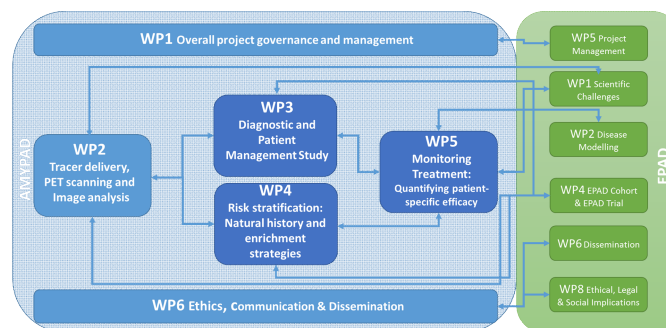 WP1 Overall project governance and management
AMYPAD
WP2
Tracer delivery,
PET scanning and
Image analysis
WP3
Diagnostic and
Patient
Management Study
WP4
Risk stratification:
Natural history and
enrichment
strategies
WP5
Monitoring
Treatment:
Quantifying patient-
specific efficacy
WP6 Ethics, Communication & Dissemination
WP5 Project
Management
WP1 Scientific
Challenges
WP2 Disease
Modelling
WP4 EPAD Cohort
& EPAD Trial
WP6 Dissemination
WP8 Ethical, Legal
& Social Implications
EPAD